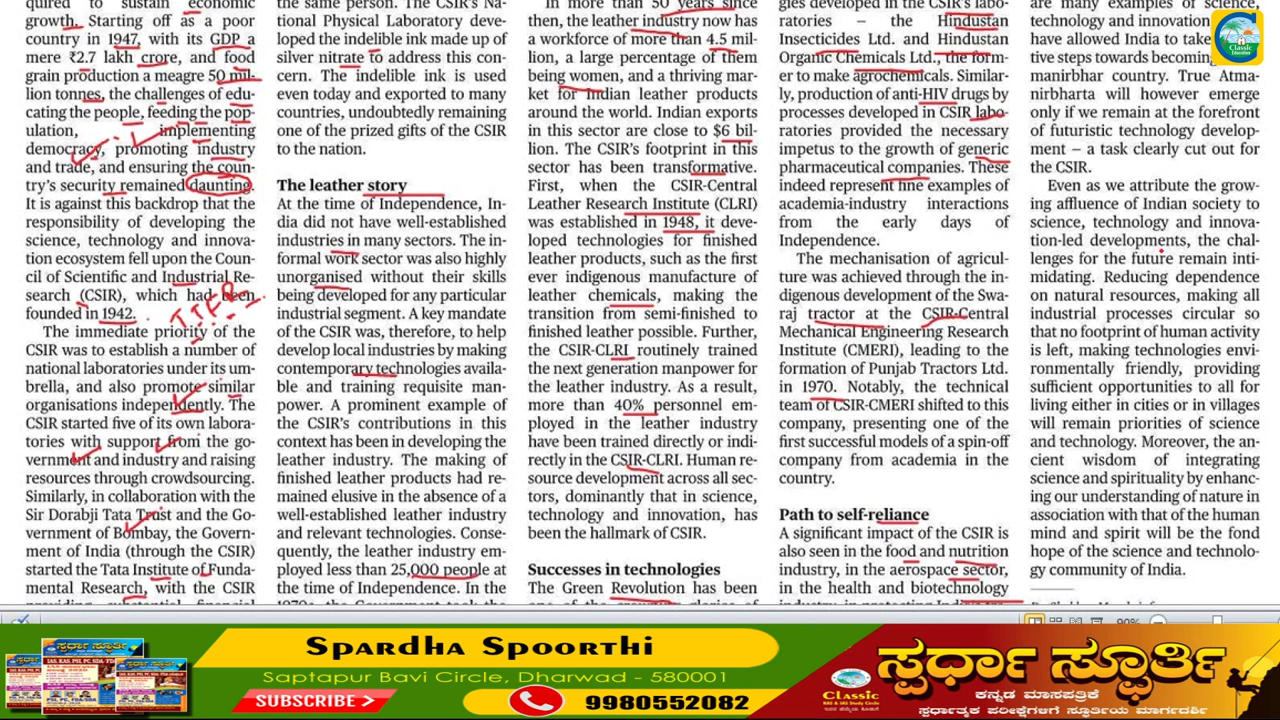 quired to sustain economic
growth. Starting off as a poor
country in 1947, with its GDP a
mere ₹2.7 lakh crore, and food
grain production a meagre 50 mil-
lion tonnes, the challenges of edu-
cating the people, feeding the pop-
ulation, implementing
democracy, promoting industry
and trade, and ensuring the coun-
try's security remained daunting.
It is against this backdrop that the
responsibility of developing the
science, technology and innova-
tion ecosystem fell upon the Coun-
cil of Scientific and Industrial Re-
search (CSIR), which had been
founded in 1942.
TIFR
The immediate priority of the
CSIR was to establish a number of
national laboratories under its um-
brella, and also promote similar
organisations independently. The
CSIR started five of its own labora-
tories with support from the go-
vernment and industry and raising
resources through crowdsourcing.
Similarly, in collaboration with the
Sir Dorabji Tata Trust and the Go-
vernment of Bombay, the Govern-
ment of India (through the CSIR)
started the Tata Institute of Funda-
mental Research, with the CSIR
providing substantial financial
the same person. The CSIR's Na-
tional Physical Laboratory deve-
loped the indelible ink made up of
silver nitrate to address this con-
cern. The indelible ink is used
even today and exported to many
countries, undoubtedly remaining
one of the prized gifts of the CSIR
to the nation.
The leather story
At the time of Independence, In-
dia did not have well-established
industries in many sectors. The in-
formal work sector was also highly
unorganised without their skills
being developed for any particular
industrial segment. A key mandate
of the CSIR was, therefore, to help
develop local industries by making
contemporary technologies availa-
ble and training requisite man-
power. A prominent example of
the CSIR's contributions in this
context has been in developing the
leather industry. The making of
finished leather products had re-
mained elusive in the absence of a
well-established leather industry
and relevant technologies. Conse-
quently, the leather industry em-
ployed less than 25,000 people at
the time of Independence. In the
1970s, the Government took the
In more than 50 years since
then, the leather industry now has
workforce of more than 4.5 mil-
, a large percentage of them
being women, and a thriving mar-
ket for Indian leather products
around the world. Indian exports
in this sector are close to $6 bil-
lion. The CSIR's footprint in this
sector has been transformative.
First, when the CSIR-Central
Leather Research Institute (CLRI)
was established in 1948, it deve-
loped technologies for finished
leather products, such as the first
ever indigenous manufacture of
leather chemicals, making the
transition from semi-finished to
finished leather possible. Further,
the CSIR-CLRI routinely trained
the next generation manpower for
the leather industry. As a result,
more than 40% personnel em-
ployed in the leather industry
have been trained directly or indi-
rectly in the CSIR-CLRI. Human re-
source development across all sec-
tors, dominantly that in science,
technology and innovation, has
been the hallmark of CSIR.
Successes in technologies
The Green Revolution has been
one of the crowning glories of
gies developed in the CSIR's labo-
ratories – the Hindustan
Insecticides Ltd. and Hindustan
Organic Chemicals Ltd., the form-
er to make agrochemicals. Similar-
ly, production of anti-HIV drugs by
processes developed in CSIR labo-
ratories provided the necessary
impetus to the growth of generic
pharmaceutical companies. These
indeed represent fine examples of
academia-industry interactions
from the early days of
Independence.
The mechanisation of agricul-
ture was achieved through the in-
digenous development of the Swa-
raj tractor at the CSIR-Central
Mechanical Engineering Research
Institute (CMERI), leading to the
formation of Punjab Tractors Ltd.
in 1970. Notably, the technical
team of CSIR-CMERI shifted to this
company, presenting one of the
first successful models of a spin-off
company from academia in the
country.
Path to self-reliance
A significant impact of the CSIR is
also seen in the food and nutrition
industry, in the aerospace sector,
in the health and biotechnology
industry, in protecting
are many examples of science,
technology and innovation
have allowed India to take
tive steps towards becoming
manirbhar country. True Atma-
nirbharta will however emerge
only if we remain at the forefront
of futuristic technology develop-
ment – a task clearly cut out for
the CSIR.
Even as we attribute the grow-
ing affluence of Indian society to
science, technology and innova-
tion-led developments, the chal-
lenges for the future remain inti-
midating. Reducing dependence
on natural resources, making all
industrial processes circular so
that no footprint of human activity
is left, making technologies envi-
ronmentally friendly, providing
sufficient opportunities to all for
living either in cities or in villages
will remain priorities of science
and technology. Moreover, the an-
cient wisdom of integrating
science and spirituality by enhanc-
ing our understanding of nature in
association with that of the human
mind and spirit will be the fond
hope of the science and technolo-
gy community of India.
90%
Classic
Education
SPARDHA SPOORTHI
Saptapur Bavi Circle, Dharwad - 580001
SUBSCRIBE
9980552082
ಸ್ಪರ್ಧಾ ಸ್ಫೂರ್ತಿ
ಕನ್ನಡ ಮಾಸಪತ್ರಿಕೆ
ಸ್ಪರ್ಧಾತ್ಮಕ ಪರೀಕ್ಷೆಗಳಿಗೆ ಸ್ಫೂರ್ತಿಯ ಮಾರ್ಗದರ್ಶಿ
Classic
IAS & KAS Study Circle